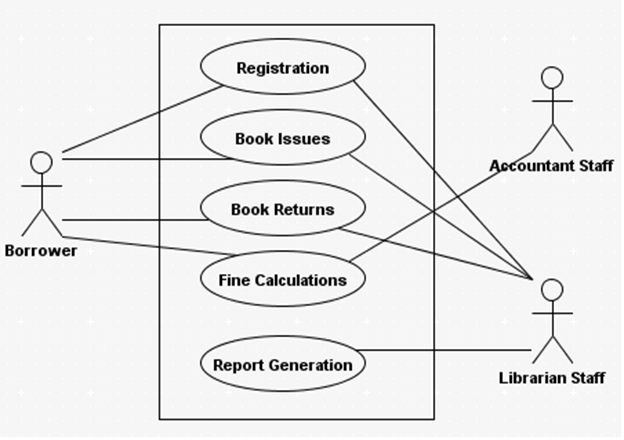 Registration
Book Issues
Accountant Staff
Book Returns
Borrower
Fine Calculations
Report Generation
Librarian Staff